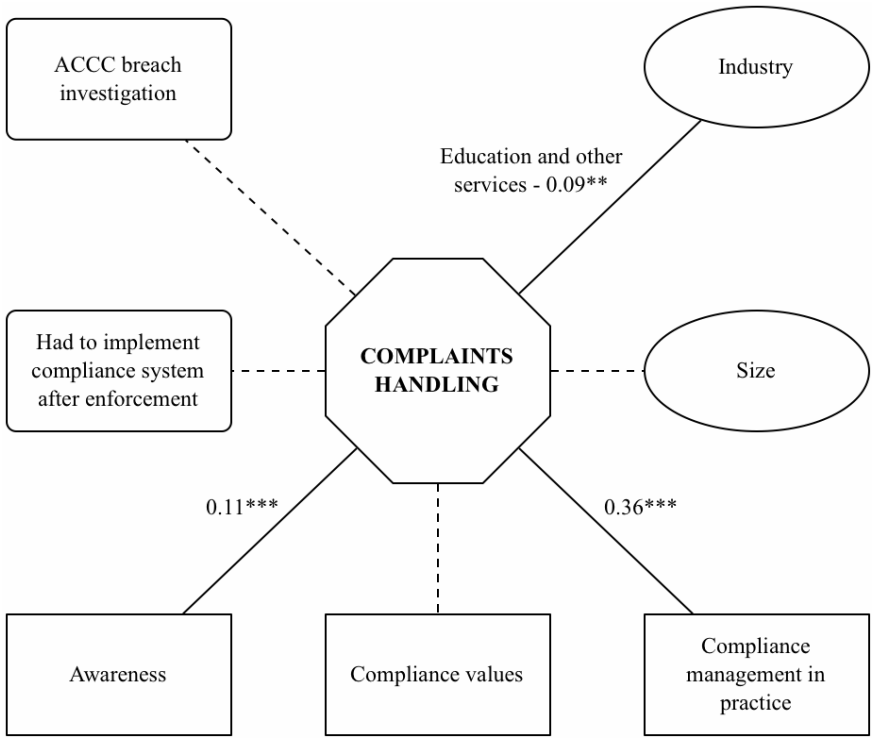 ACCC breach
investigation
Industry
Education and other
services - 0.09**
Had to implement
compliance system
after enforcement
COMPLAINTS
HANDLING
Size
0.11***
0.36***
Awareness
Compliance values
Compliance
management in
practice